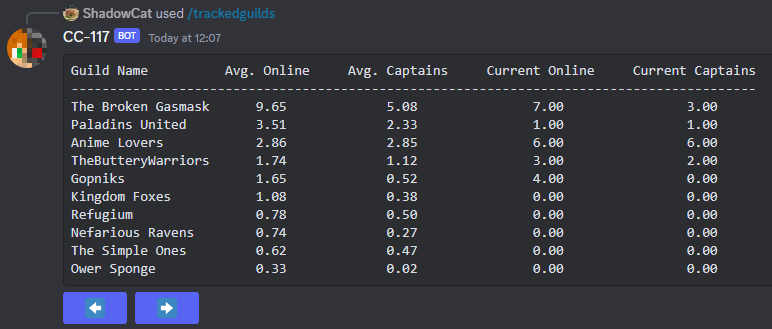 ShadowCat used /trackedguilds
CC-117 BOT Today at 12:07
Guild Name Avg. Online Avg. Captains Current Online Current Captains
----------------------------------------------------------------------------------------
The Broken Gasmask 9.65 5.08 7.00 3.00
Paladins United 3.51 2.33 1.00 1.00
Anime Lovers 2.86 2.85 6.00 6.00
TheButteryWarriors 1.74 1.12 3.00 2.00
Gopniks 1.65 0.52 4.00 0.00
Kingdom Foxes 1.08 0.38 0.00 0.00
Refugium 0.78 0.50 0.00 0.00
Nefarious Ravens 0.74 0.27 0.00 0.00
The Simple Ones 0.62 0.47 0.00 0.00
Ower Sponge 0.33 0.02 0.00 0.00